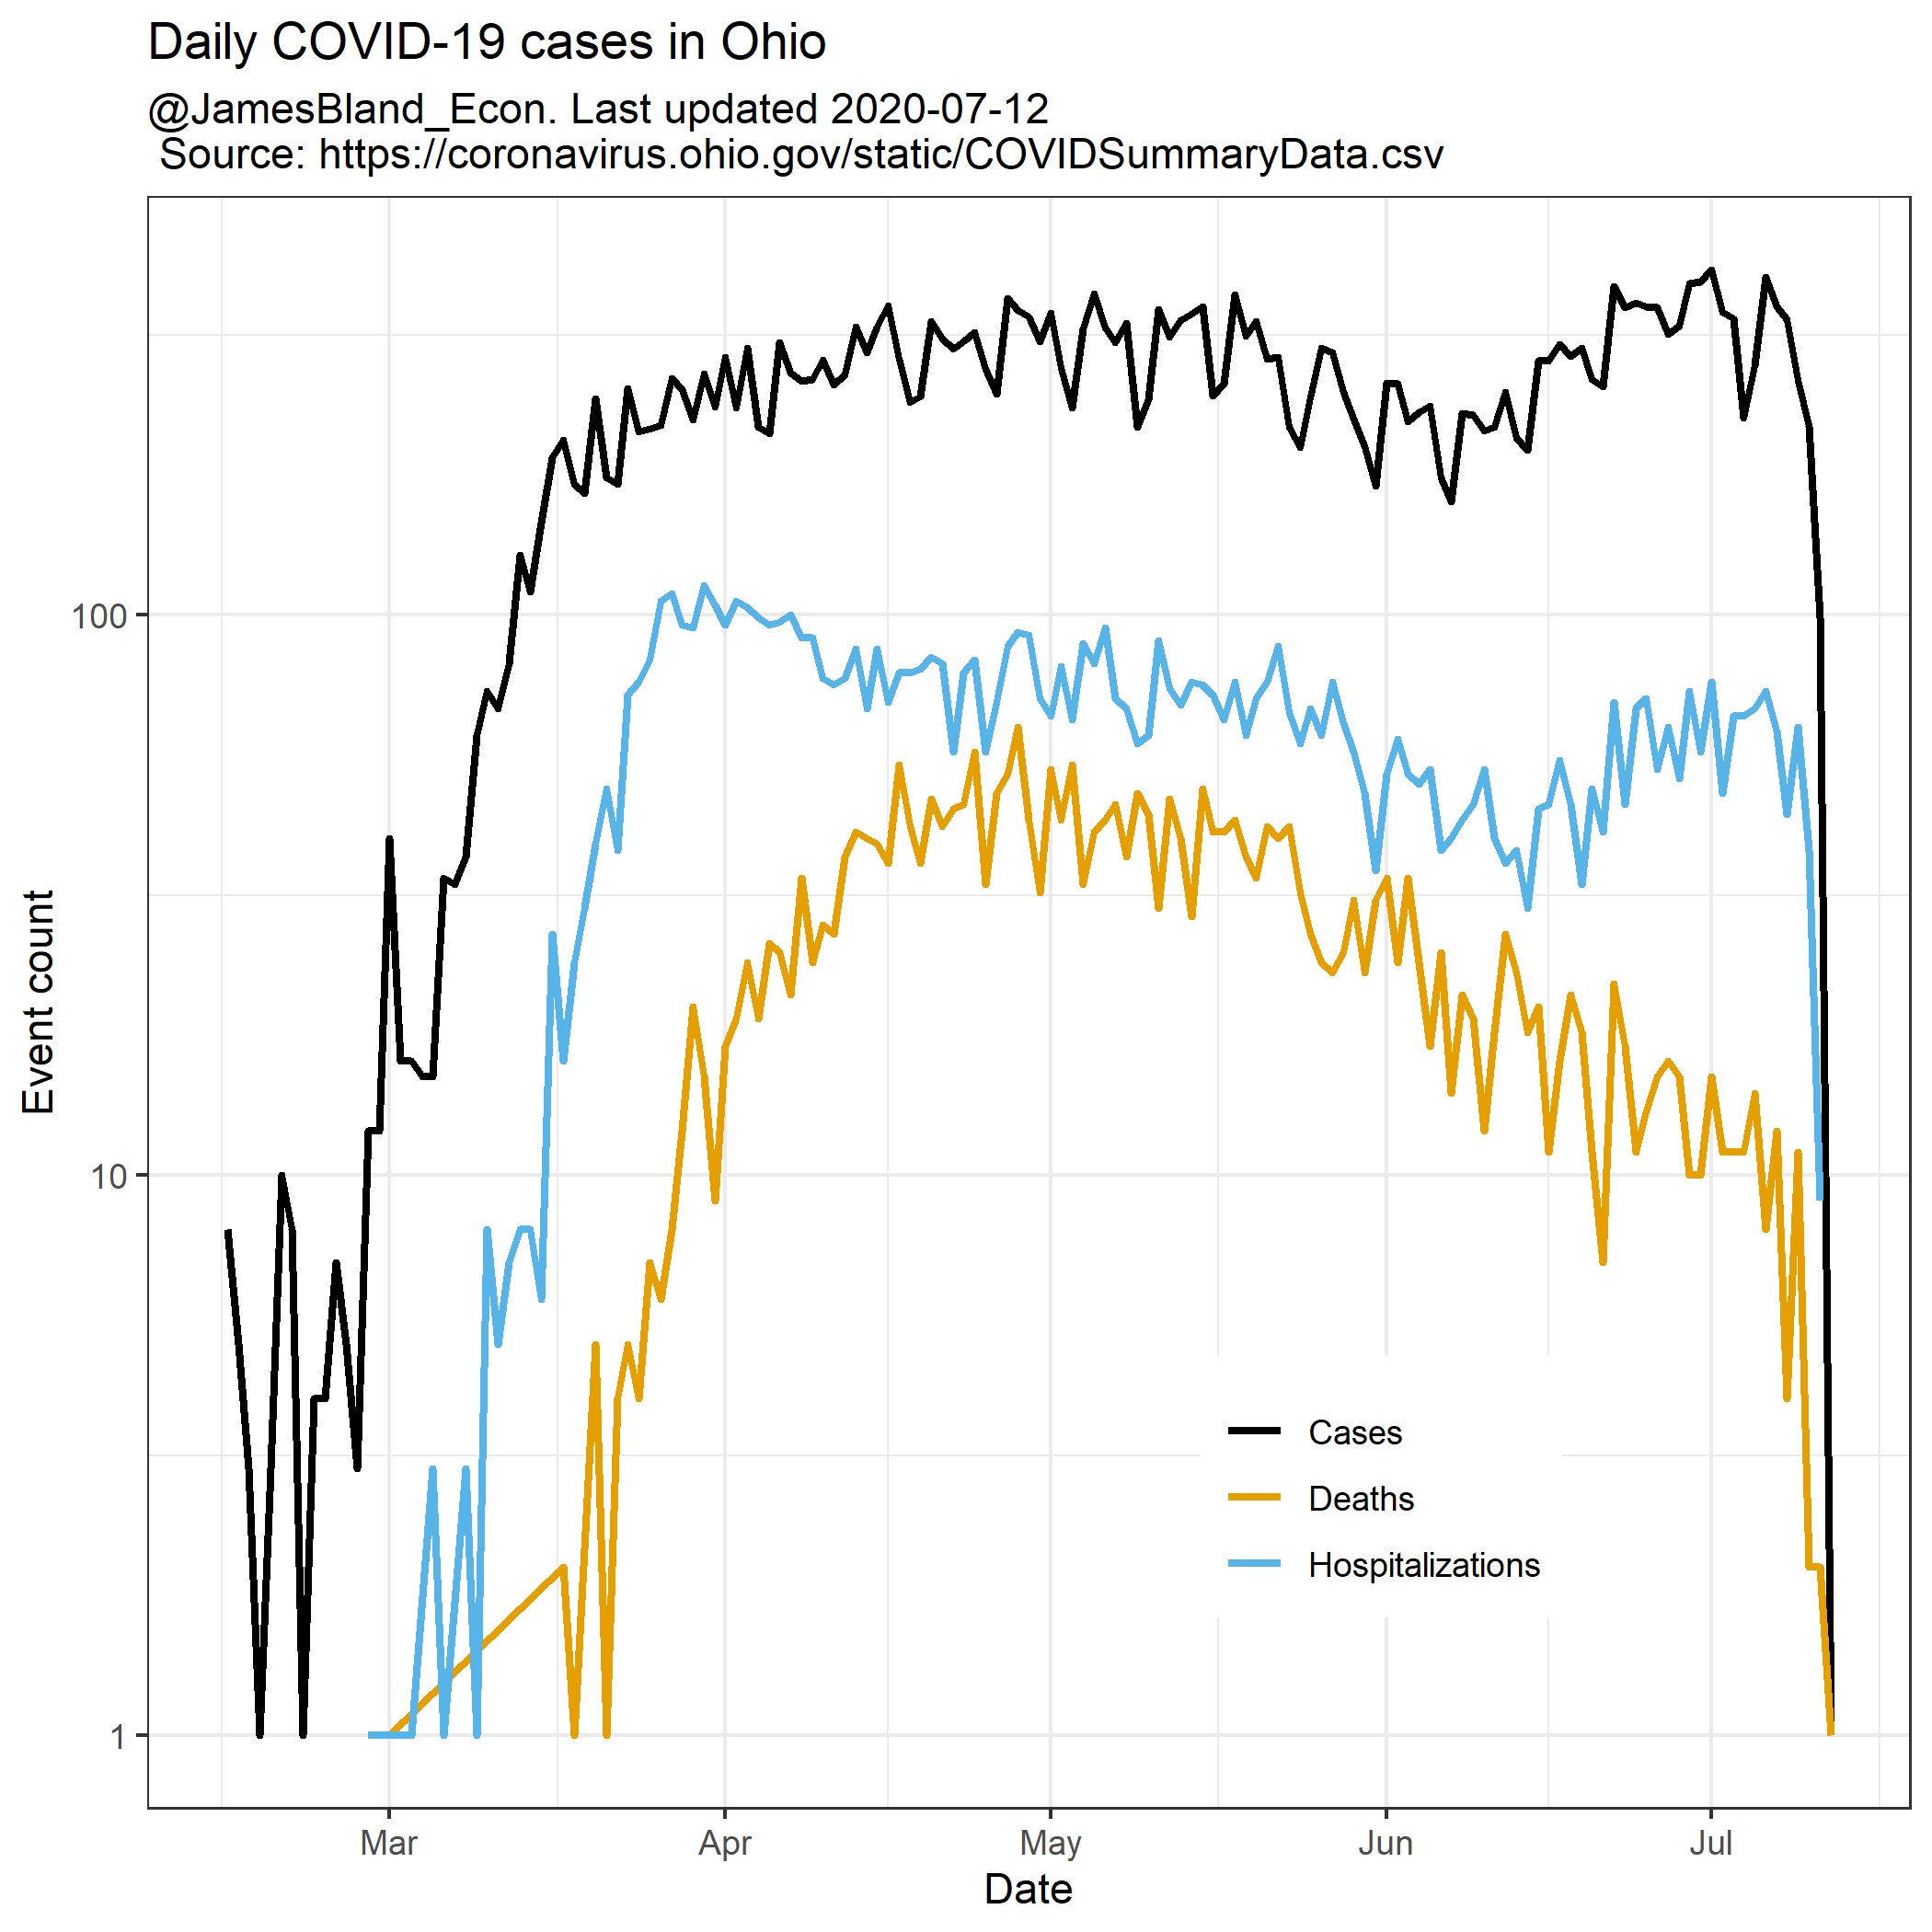 Daily COVID-19 cases in Ohio
@JamesBland_Econ. Last updated 2020-07-12
Source: https://coronavirus.ohio.gov/static/COVIDSummaryData.csv
100
10
1
Event count
Cases
Deaths
Hospitalizations
Mar Apr May Jun Jul
Date